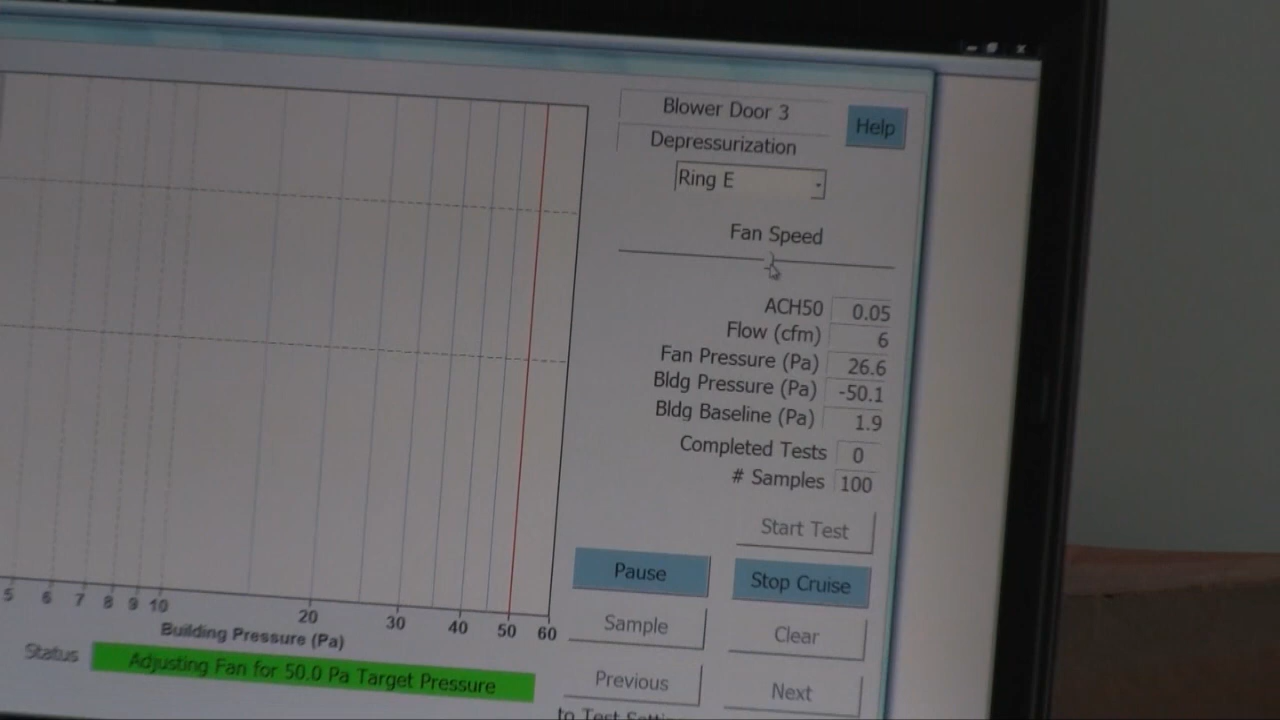 Blower Door 3
Help
Depressurization
Ring E
Fan Speed
ACH50 0.05
Flow (cfm) 6
Fan Pressure (Pa) 26.6
Bldg Pressure (Pa) -50.1
Bldg Baseline (Pa) 1.9
Completed Tests 0
# Samples 100
Start Test
Pause
Stop Cruise
Sample
Clear
Previous
Next
5 6 7 8 9 10 20 30 40 50 60
Building Pressure (Pa)
Status
Adjusting Fan for 50.0 Pa Target Pressure
to Test